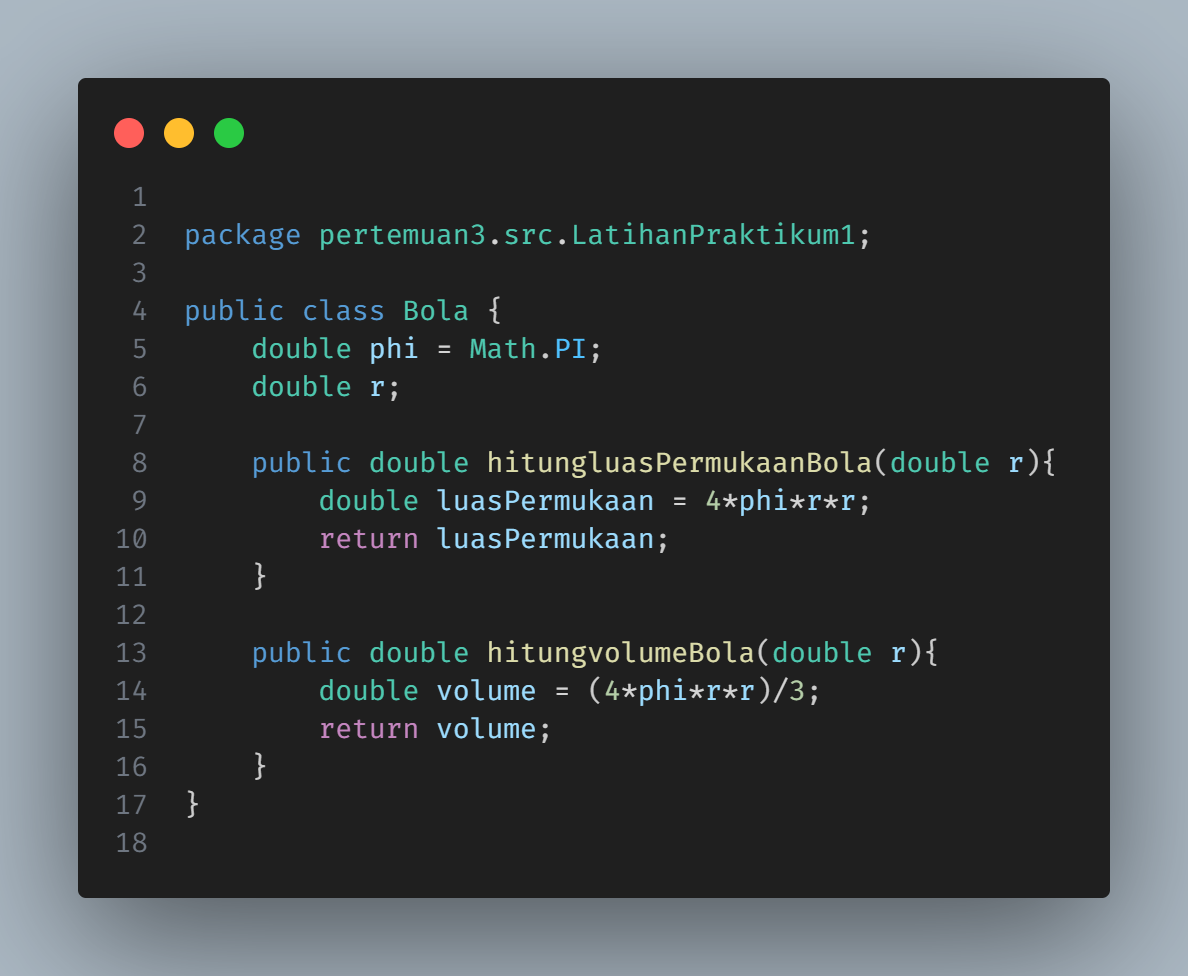 1
2 package pertemuan3.src.LatihanPraktikum1;
3
4 public class Bola {
5     double phi = Math.PI;
6     double r;
7
8     public double hitungluasPermukaanBola(double r){
9         double luasPermukaan = 4*phi*r*r;
10         return luasPermukaan;
11     }
12
13     public double hitungvolumeBola(double r){
14         double volume = (4*phi*r*r)/3;
15         return volume;
16     }
17 }
18